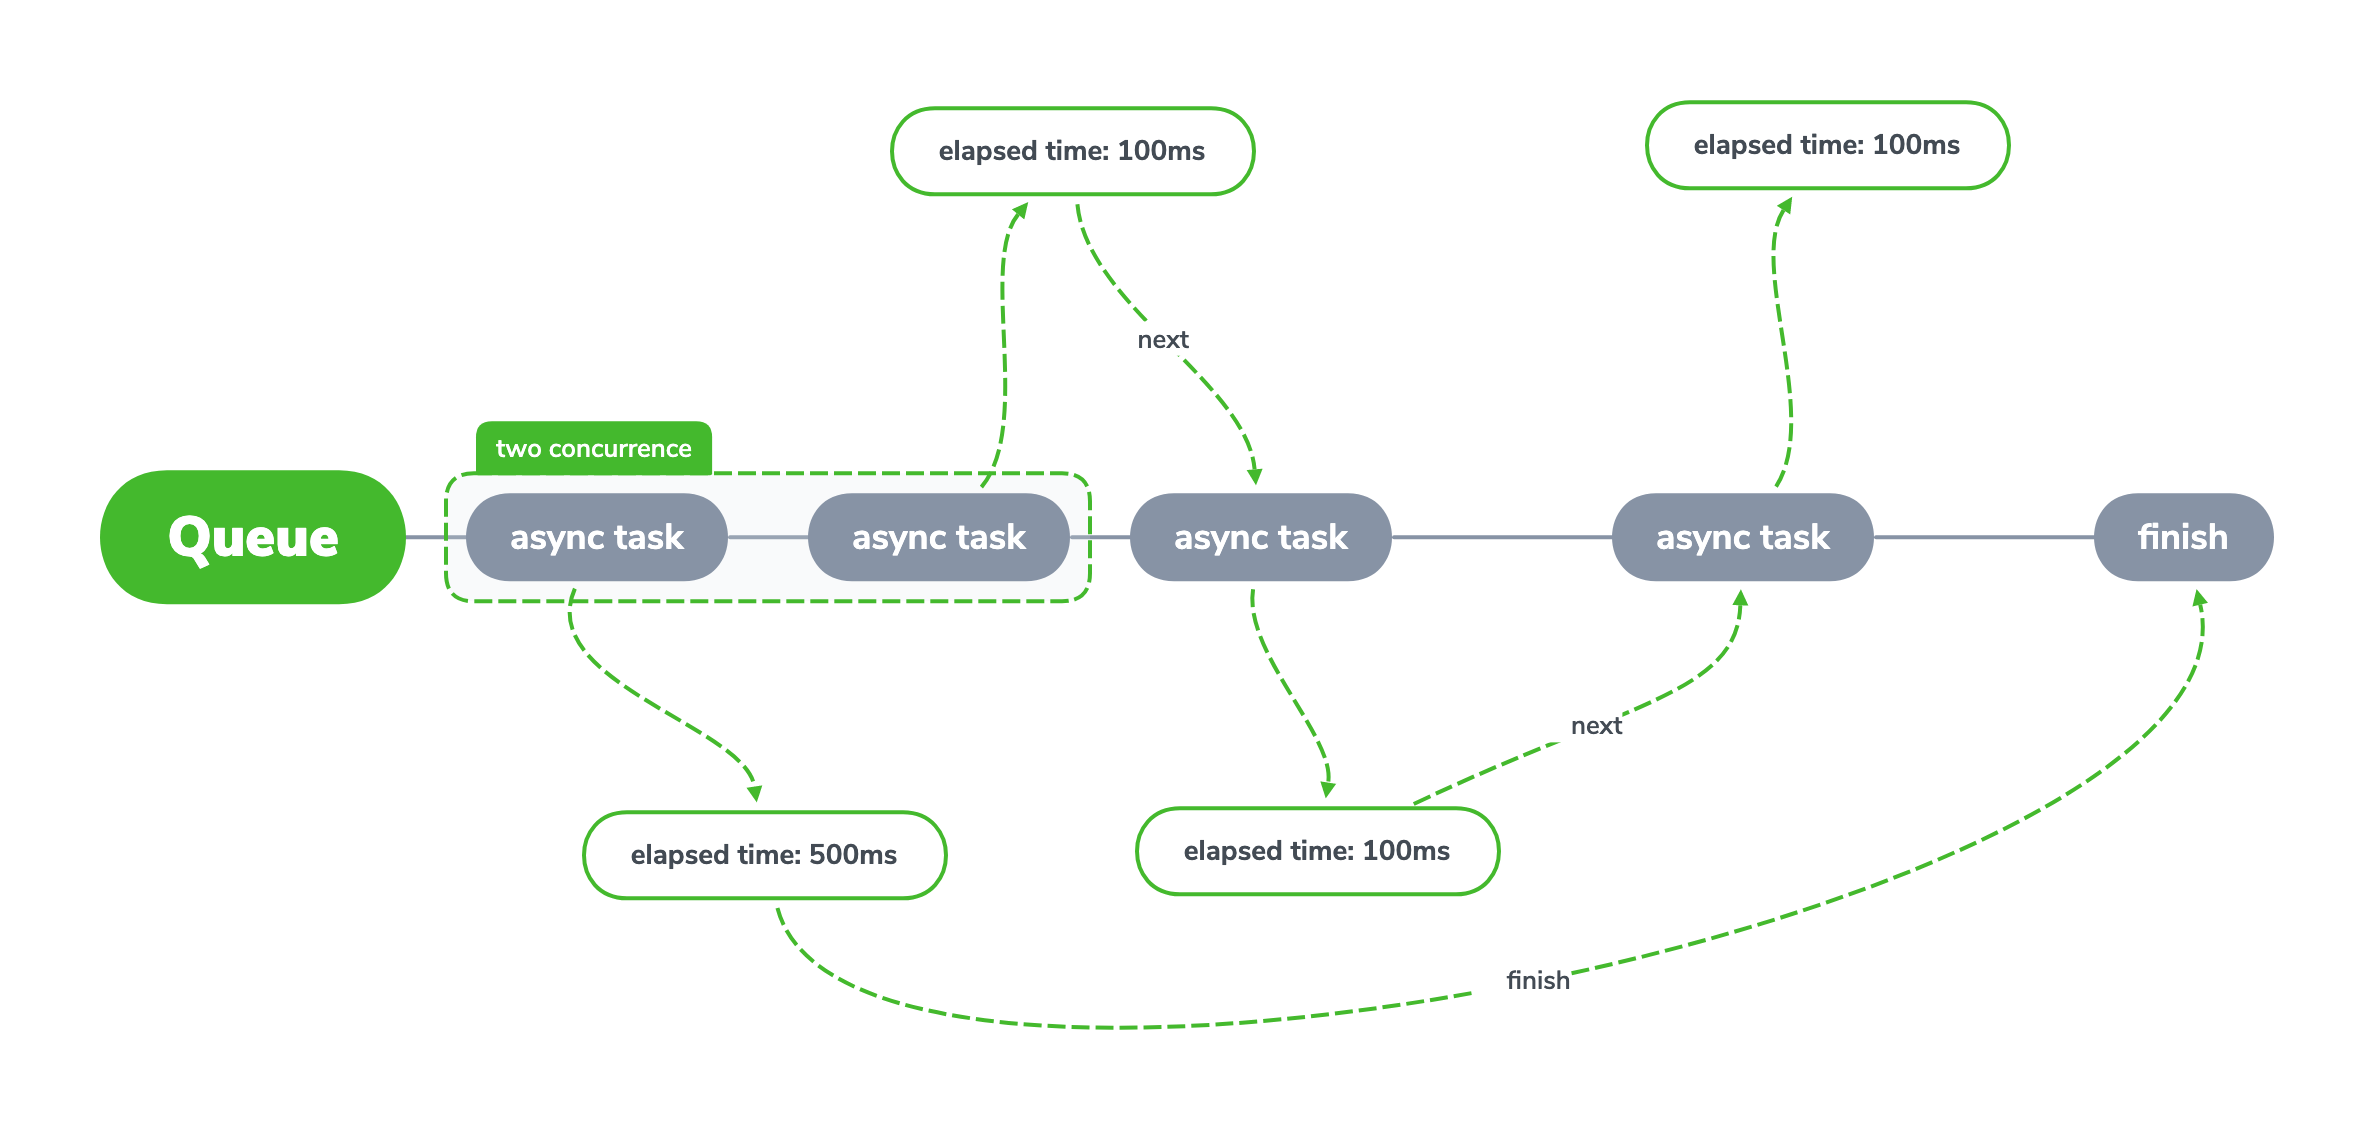 elapsed time: 100ms
elapsed time: 100ms
next
two concurrence
Queue
async task
async task
async task
async task
finish
next
elapsed time: 500ms
elapsed time: 100ms
finish